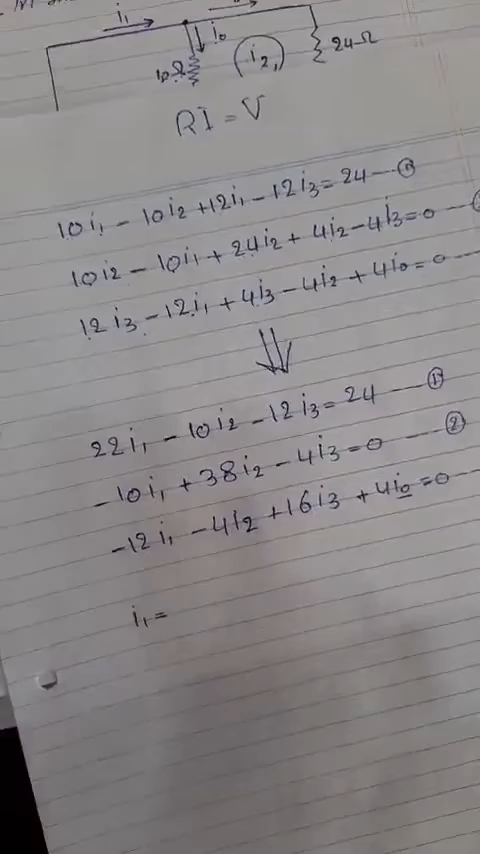 i₁
i₀
10Ω
i₂,
24Ω
RI = V
10i₁ - 10i₂ + 12i₁ - 12i₃ = 24 — ①
10i₂ - 10i₁ + 24i₂ + 4i₂ - 4i₃ = 0 —
12i₃ - 12i₁ + 4i₃ - 4i₂ + 4i₀ = 0 —
⇓
22i₁ - 10i₂ - 12i₃ = 24 — ①
-10i₁ + 38i₂ - 4i₃ = 0 — ②
-12i₁ - 4i₂ + 16i₃ + 4i₀ = 0 —
i₁ =